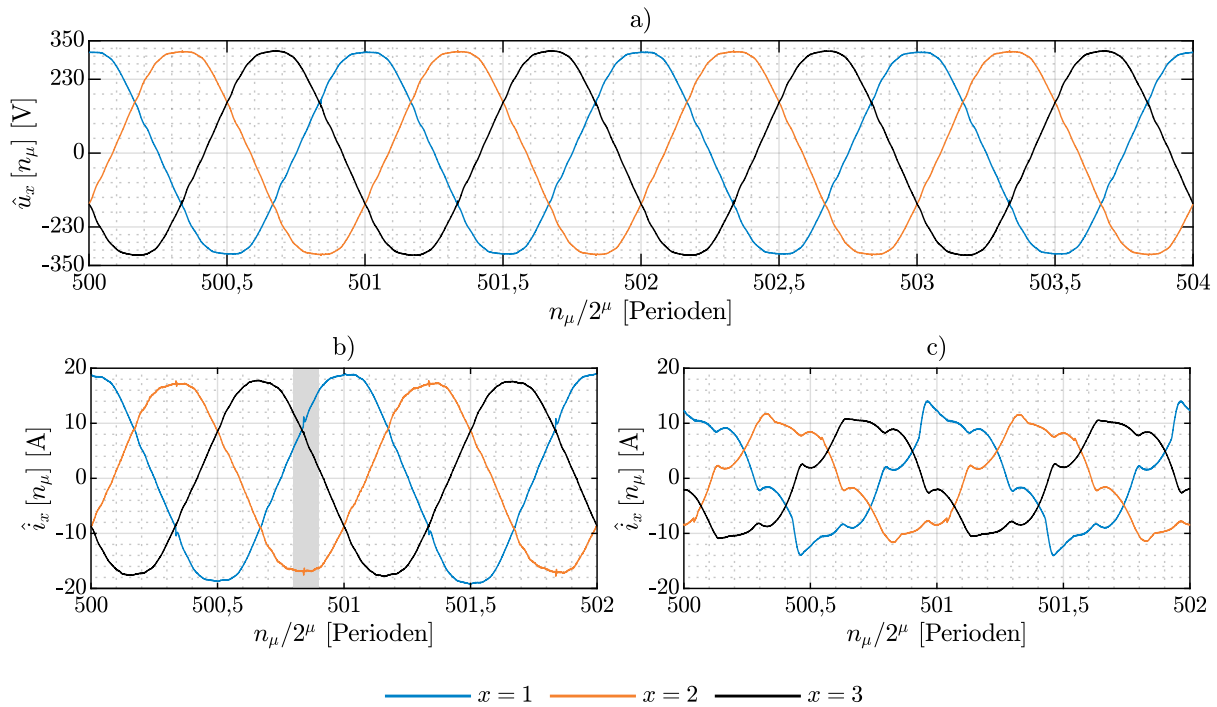 a)
350
230
0
-230
-350
û_x [n_μ] [V]
500 500,5 501 501,5 502 502,5 503 503,5 504
n_μ/2^μ [Perioden]
b) c)
20
10
0
-10
-20
î_x [n_μ] [A]
500 500,5 501 501,5 502
n_μ/2^μ [Perioden]
20
10
0
-10
-20
î_x [n_μ] [A]
500 500,5 501 501,5 502
n_μ/2^μ [Perioden]
x = 1 x = 2 x = 3